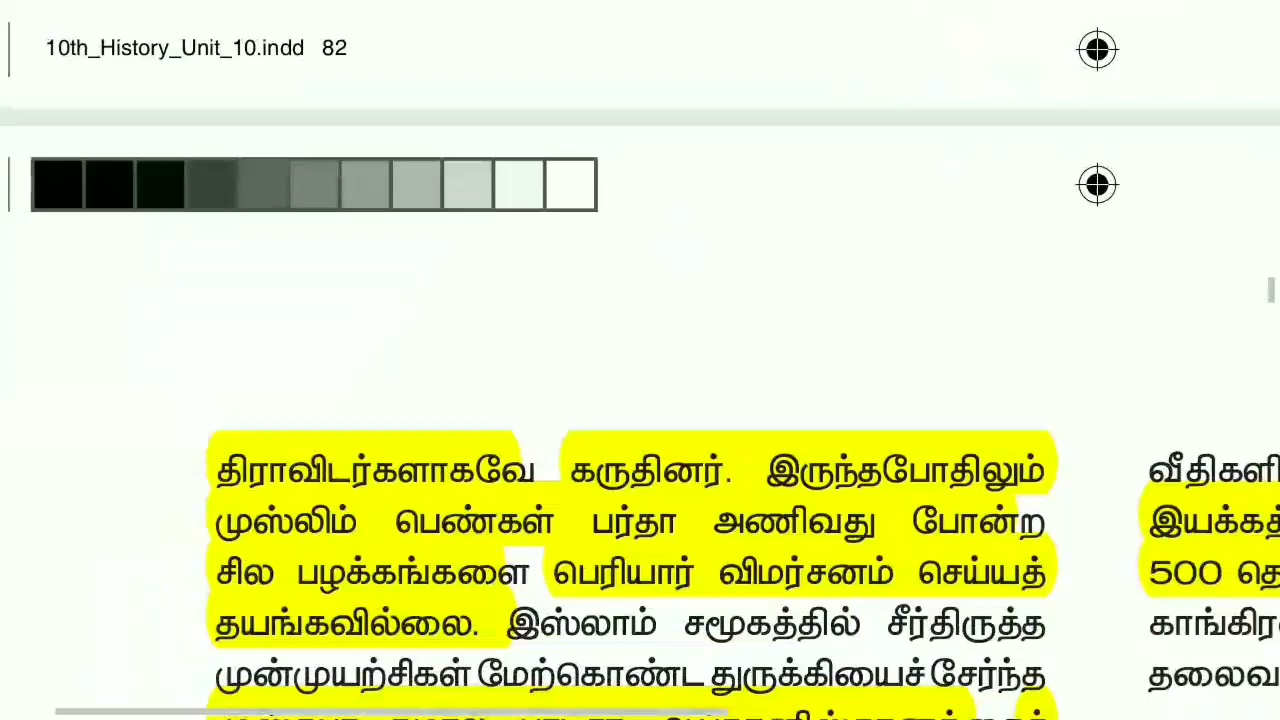 10th_History_Unit_10.indd 82
திராவிடர்களாகவே கருதினர். இருந்தபோதிலும்
முஸ்லிம் பெண்கள் பர்தா அணிவது போன்ற
சில பழக்கங்களை பெரியார் விமர்சனம் செய்யத்
தயங்கவில்லை. இஸ்லாம் சமூகத்தில் சீர்திருத்த
முன்முயற்சிகள் மேற்கொண்ட துருக்கியைச் சேர்ந்த
500